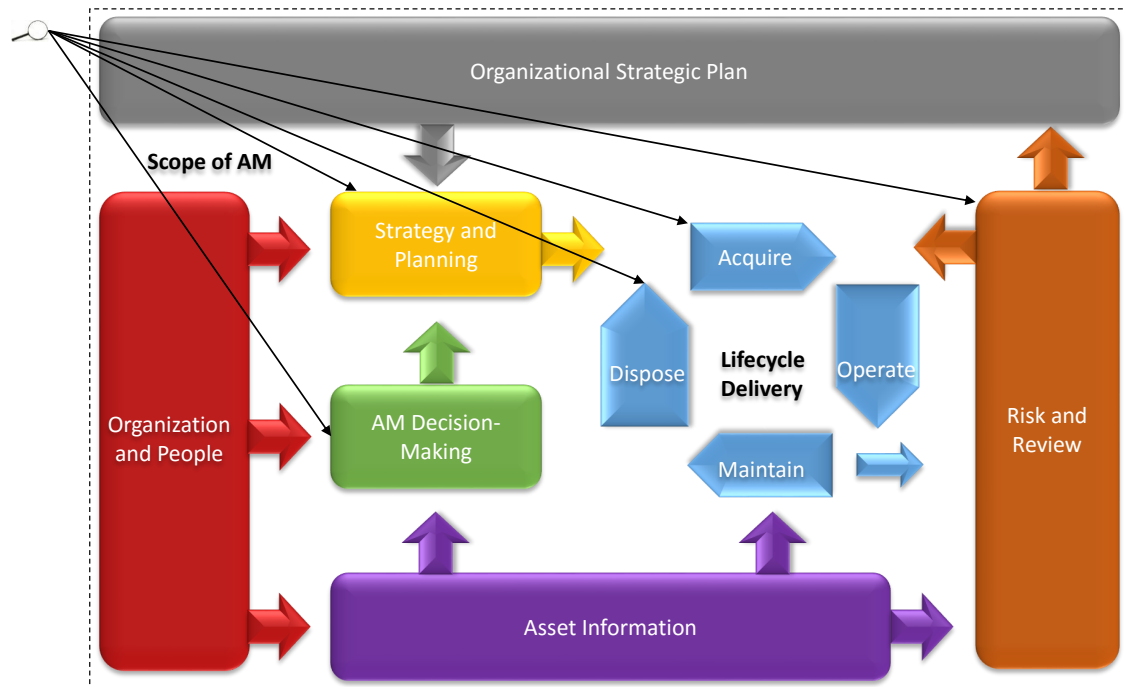 Organizational Strategic Plan
Scope of AM
Strategy and
Planning
Acquire
Dispose
Lifecycle
Delivery
Operate
Organization
and People
AM Decision-
Making
Risk and
Review
Maintain
Asset Information